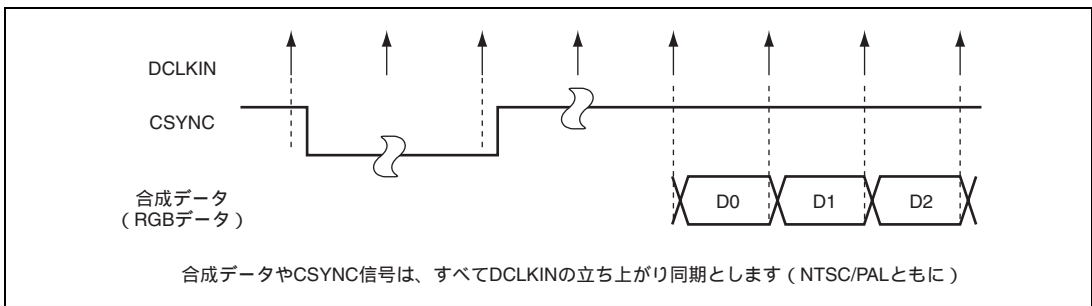 DCLKIN
CSYNC
合成データ
（RGBデータ）
D0 D1 D2
合成データやCSYNC信号は、すべてDCLKINの立ち上がり同期とします（NTSC/PALともに）